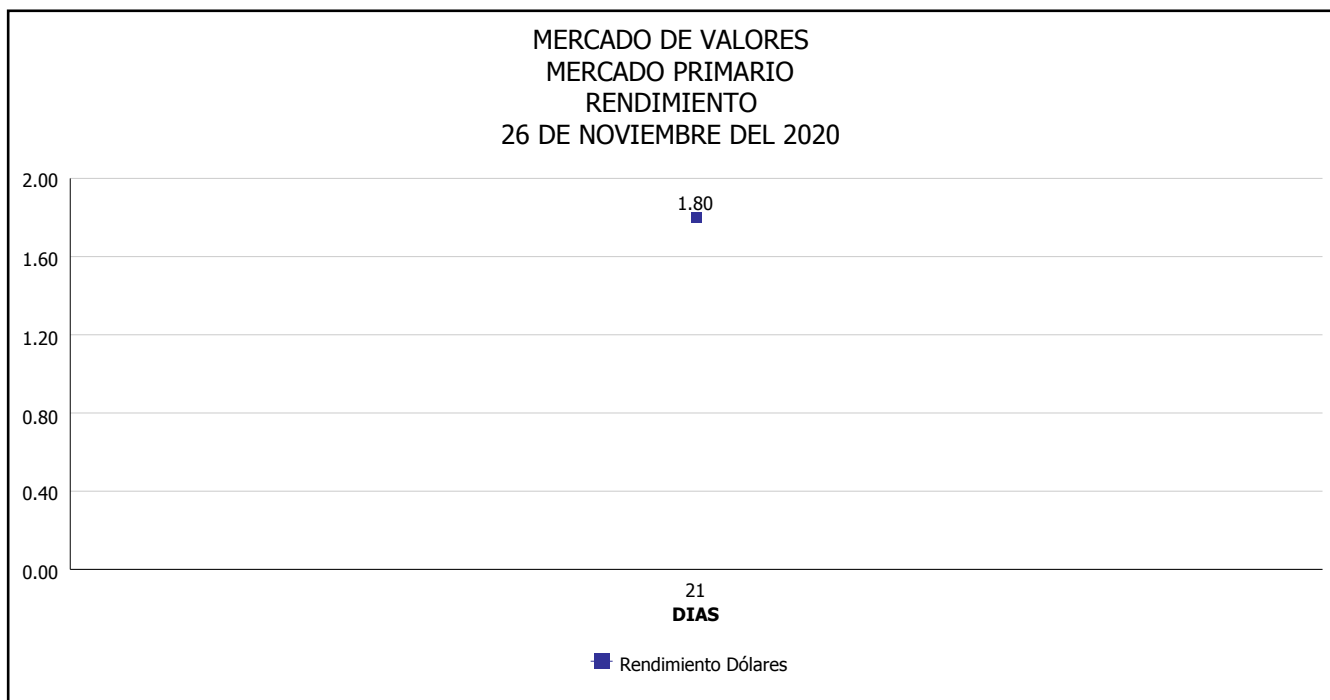 MERCADO DE VALORES
MERCADO PRIMARIO
RENDIMIENTO
26 DE NOVIEMBRE DEL 2020
2.00
1.80
1.60
1.20
0.80
0.40
0.00
21
DIAS
Rendimiento Dólares